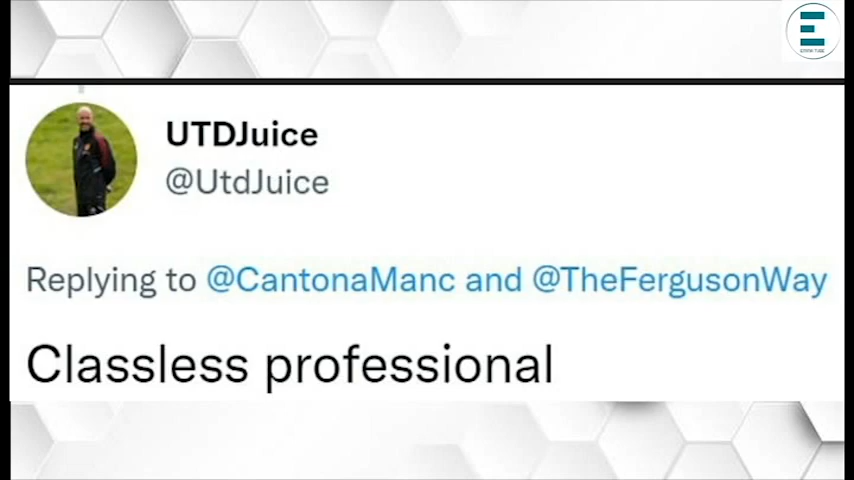 E
UTDJuice
@UtdJuice
Replying to @CantonaManc and @TheFergusonWay
Classless professional